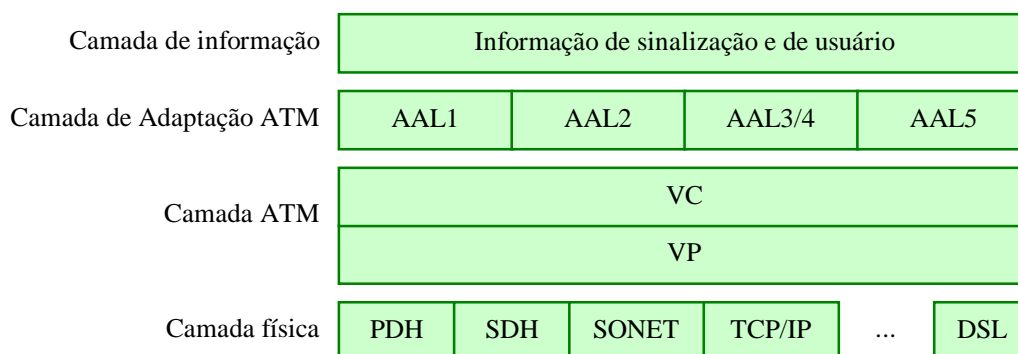 Camada de informação Informação de sinalização e de usuário
Camada de Adaptação ATM AAL1 AAL2 AAL3/4 AAL5
VC
Camada ATM
VP
Camada física PDH SDH SONET TCP/IP ... DSL